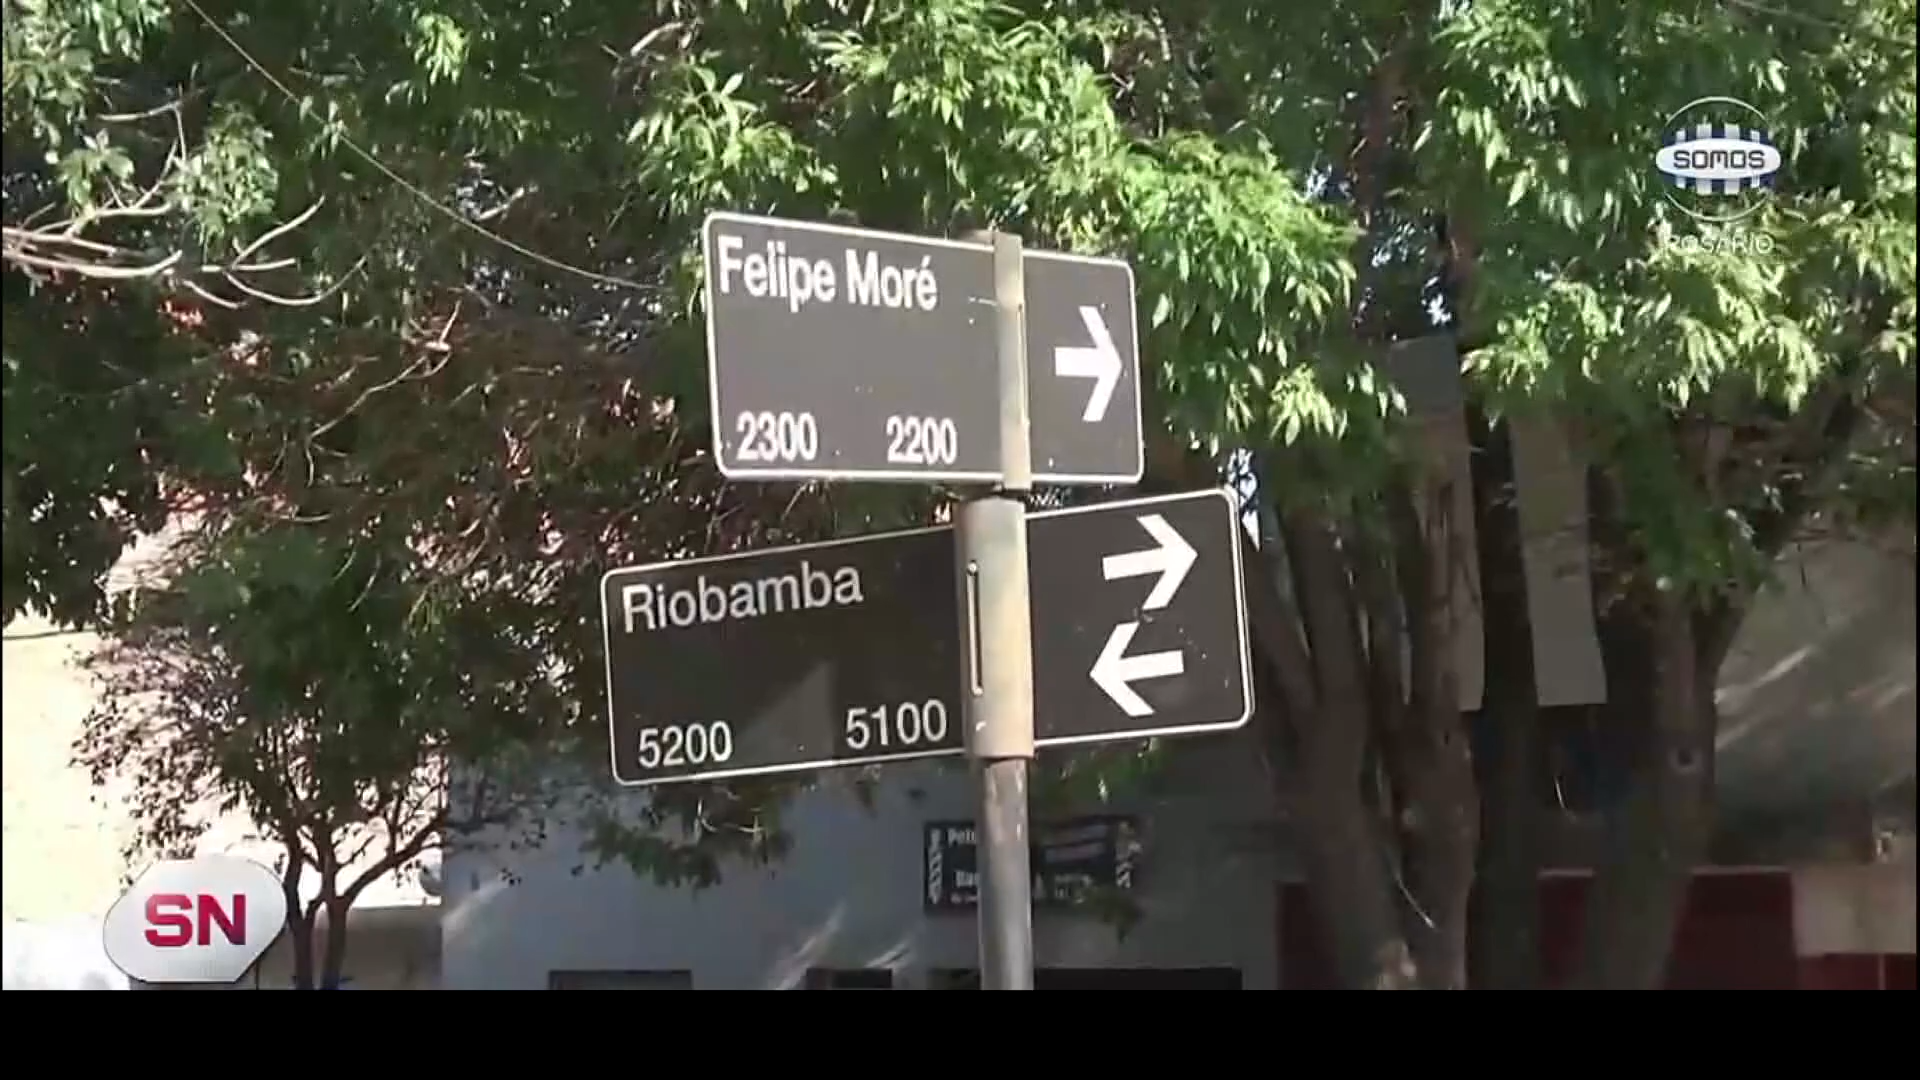 SOMOS
ROSARIO
Felipe Moré
2300 2200
Riobamba
5200 5100
SN